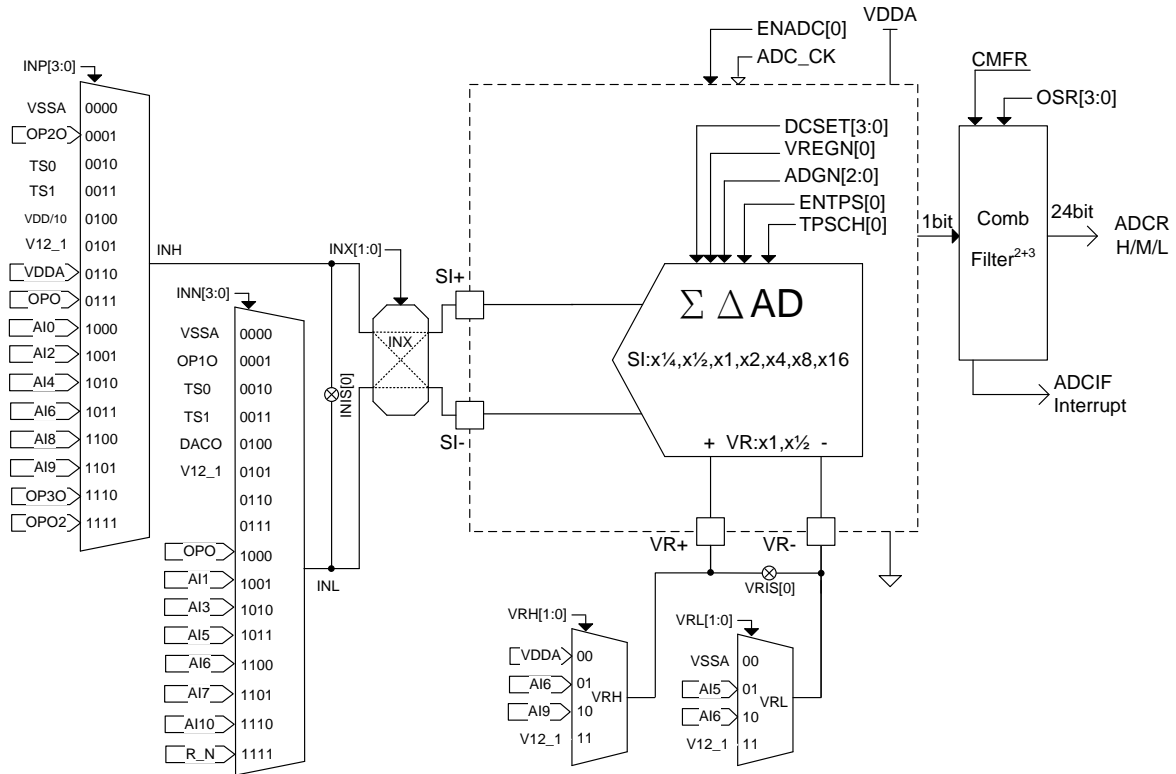 ENADC[0]
VDDA
ADC_CK
CMFR
OSR[3:0]
INP[3:0]
VSSA 0000
OP2O 0001
TS0 0010
TS1 0011
VDD/10 0100
V12_1 0101
VDDA 0110
OPO 0111
AI0 1000
AI2 1001
AI4 1010
AI6 1011
AI8 1100
AI9 1101
OP3O 1110
OPO2 1111
INH
INN[3:0]
VSSA 0000
OP1O 0001
TS0 0010
TS1 0011
DACO 0100
V12_1 0101
0110
0111
OPO 1000
AI1 1001
AI3 1010
AI5 1011
AI6 1100
AI7 1101
AI10 1110
R_N 1111
INL
INIS[0]
INX[1:0]
INX
SI+
SI-
DCSET[3:0]
VREGN[0]
ADGN[2:0]
ENTPS[0]
TPSCH[0]
Σ Δ AD
SI:x¼,x½,x1,x2,x4,x8,x16
+ VR:x1,x½ -
VR+
VR-
VRIS[0]
VRH[1:0]
VDDA 00
AI6 01
AI9 10
V12_1 11
VRH
VRL[1:0]
VSSA 00
AI5 01
AI6 10
V12_1 11
VRL
1bit
Comb
Filter2+3
24bit
ADCR
H/M/L
ADCIF
Interrupt